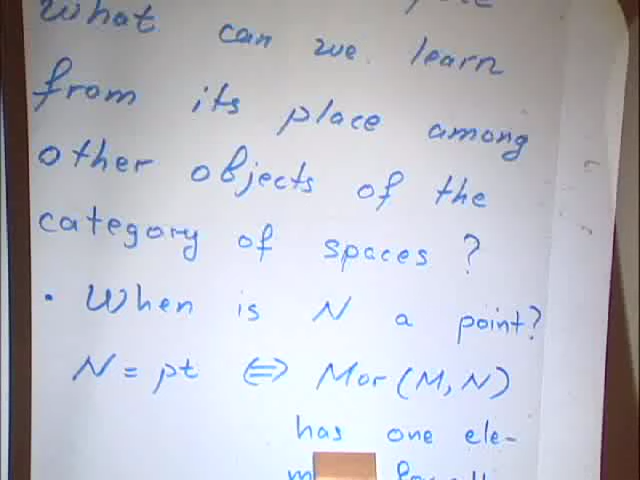 What
can we learn
from its place among
other objects of the
category of spaces?
• When is N a point?
N = pt ⇔ Mor(M, N)
has one ele-